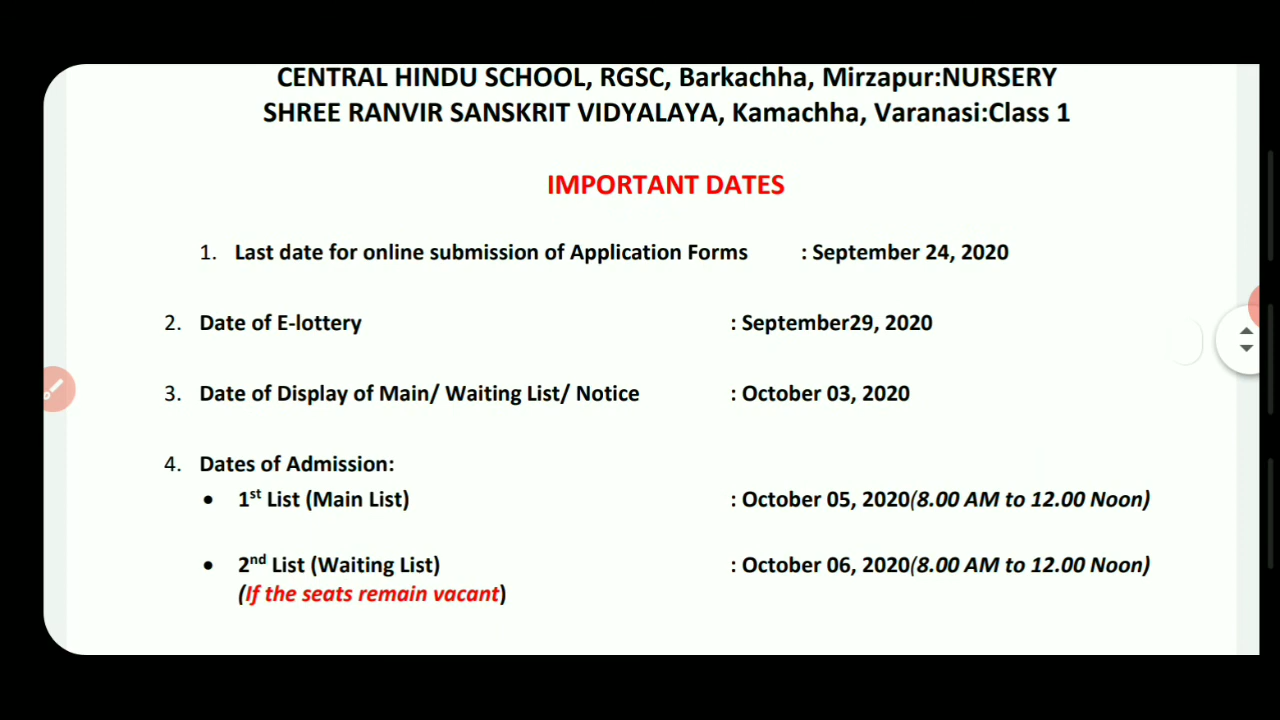 CENTRAL HINDU SCHOOL, RGSC, Barkachha, Mirzapur:NURSERY
SHREE RANVIR SANSKRIT VIDYALAYA, Kamachha, Varanasi:Class 1
IMPORTANT DATES
1. Last date for online submission of Application Forms : September 24, 2020
2. Date of E-lottery : September29, 2020
3. Date of Display of Main/ Waiting List/ Notice : October 03, 2020
4. Dates of Admission:
• 1st List (Main List) : October 05, 2020(8.00 AM to 12.00 Noon)
• 2nd List (Waiting List) : October 06, 2020(8.00 AM to 12.00 Noon)
(If the seats remain vacant)